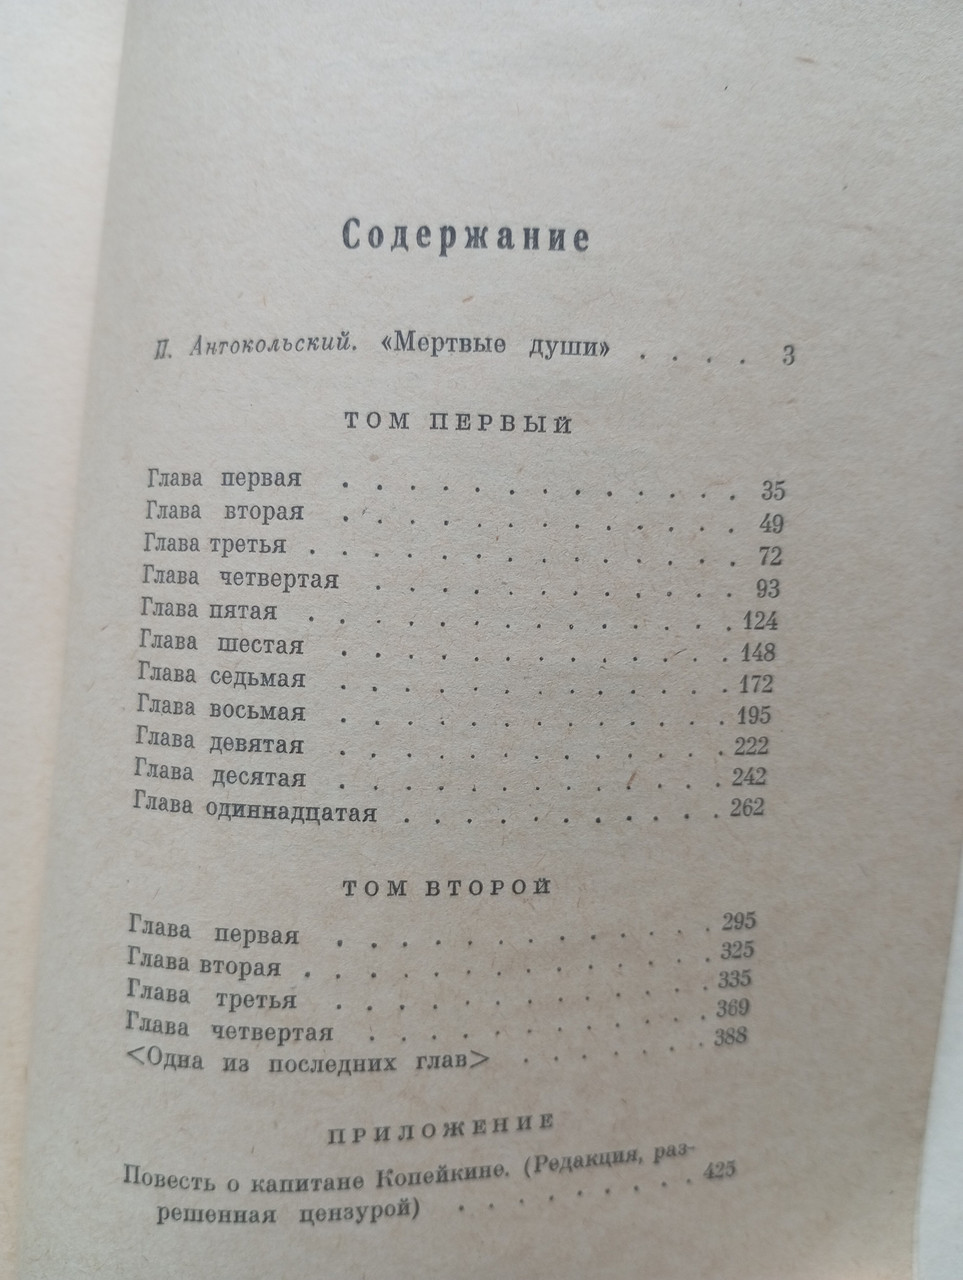 Содержание
П. Антокольский. «Мертвые души» . . . . 3
ТОМ ПЕРВЫЙ
Глава первая . . . . . . . . . . . . . 35
Глава вторая . . . . . . . . . . . . . 49
Глава третья . . . . . . . . . . . . . . 72
Глава четвертая . . . . . . . . . . . . 93
Глава пятая . . . . . . . . . . . . . . 124
Глава шестая . . . . . . . . . . . . . 148
Глава седьмая . . . . . . . . . . . . . 172
Глава восьмая . . . . . . . . . . . . . 195
Глава девятая . . . . . . . . . . . . . 222
Глава десятая . . . . . . . . . . . . . 242
Глава одиннадцатая . . . . . . . . . . . 262
ТОМ ВТОРОЙ
Глава первая . . . . . . . . . . . . . 295
Глава вторая . . . . . . . . . . . . . . 325
Глава третья . . . . . . . . . . . . . 335
Глава четвертая . . . . . . . . . . . . 369
<Одна из последних глав> . . . . . . . 388
ПРИЛОЖЕНИЕ
Повесть о капитане Копейкине. (Редакция, раз-
решенная цензурой) . . . . . . . . 425